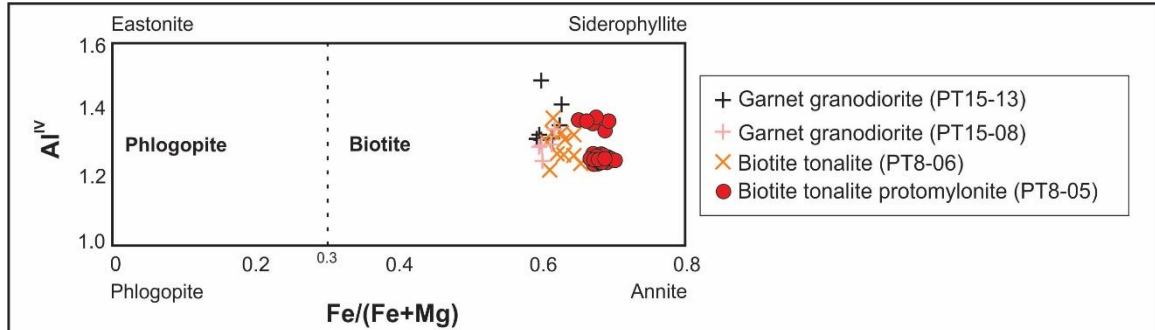 Eastonite Siderophyllite
1.6
1.4
1.2
1.0
Al^IV
Phlogopite Biotite
0 0.2 0.3 0.4 0.6 0.8
Phlogopite Annite
Fe/(Fe+Mg)
Garnet granodiorite (PT15-13)
Garnet granodiorite (PT15-08)
Biotite tonalite (PT8-06)
Biotite tonalite protomylonite (PT8-05)